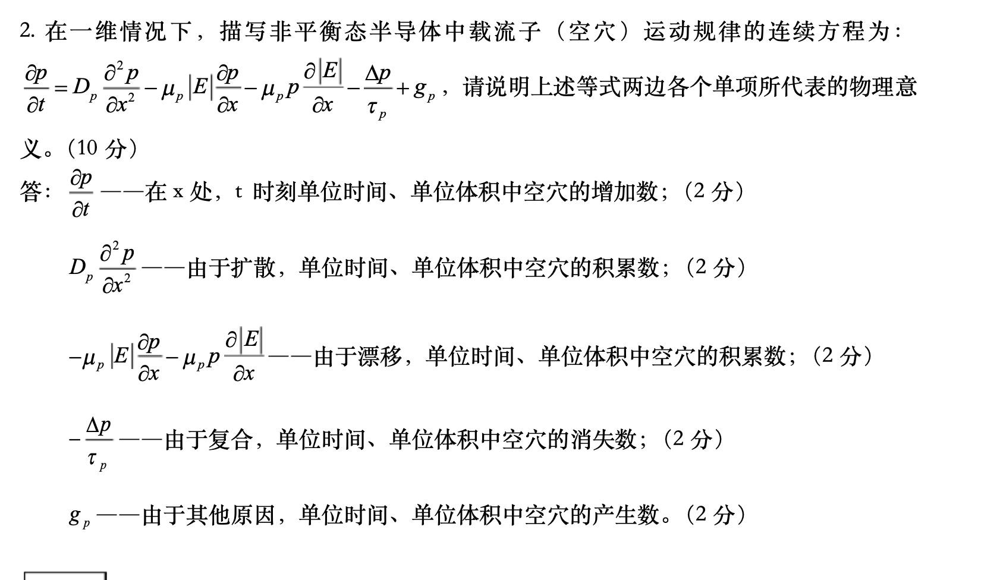 2. 在一维情况下，描写非平衡态半导体中载流子（空穴）运动规律的连续方程为：
$\frac{\partial p}{\partial t}=D_p\frac{\partial^2 p}{\partial x^2}-\mu_p|E|\frac{\partial p}{\partial x}-\mu_p p\frac{\partial |E|}{\partial x}-\frac{\Delta p}{\tau_p}+g_p$，请说明上述等式两边各个单项所代表的物理意
义。（10 分）
答：$\frac{\partial p}{\partial t}$——在 x 处，t 时刻单位时间、单位体积中空穴的增加数；（2 分）
$D_p\frac{\partial^2 p}{\partial x^2}$——由于扩散，单位时间、单位体积中空穴的积累数；（2 分）
$-\mu_p|E|\frac{\partial p}{\partial x}-\mu_p p\frac{\partial |E|}{\partial x}$——由于漂移，单位时间、单位体积中空穴的积累数；（2 分）
$-\frac{\Delta p}{\tau_p}$——由于复合，单位时间、单位体积中空穴的消失数；（2 分）
$g_p$——由于其他原因，单位时间、单位体积中空穴的产生数。（2 分）